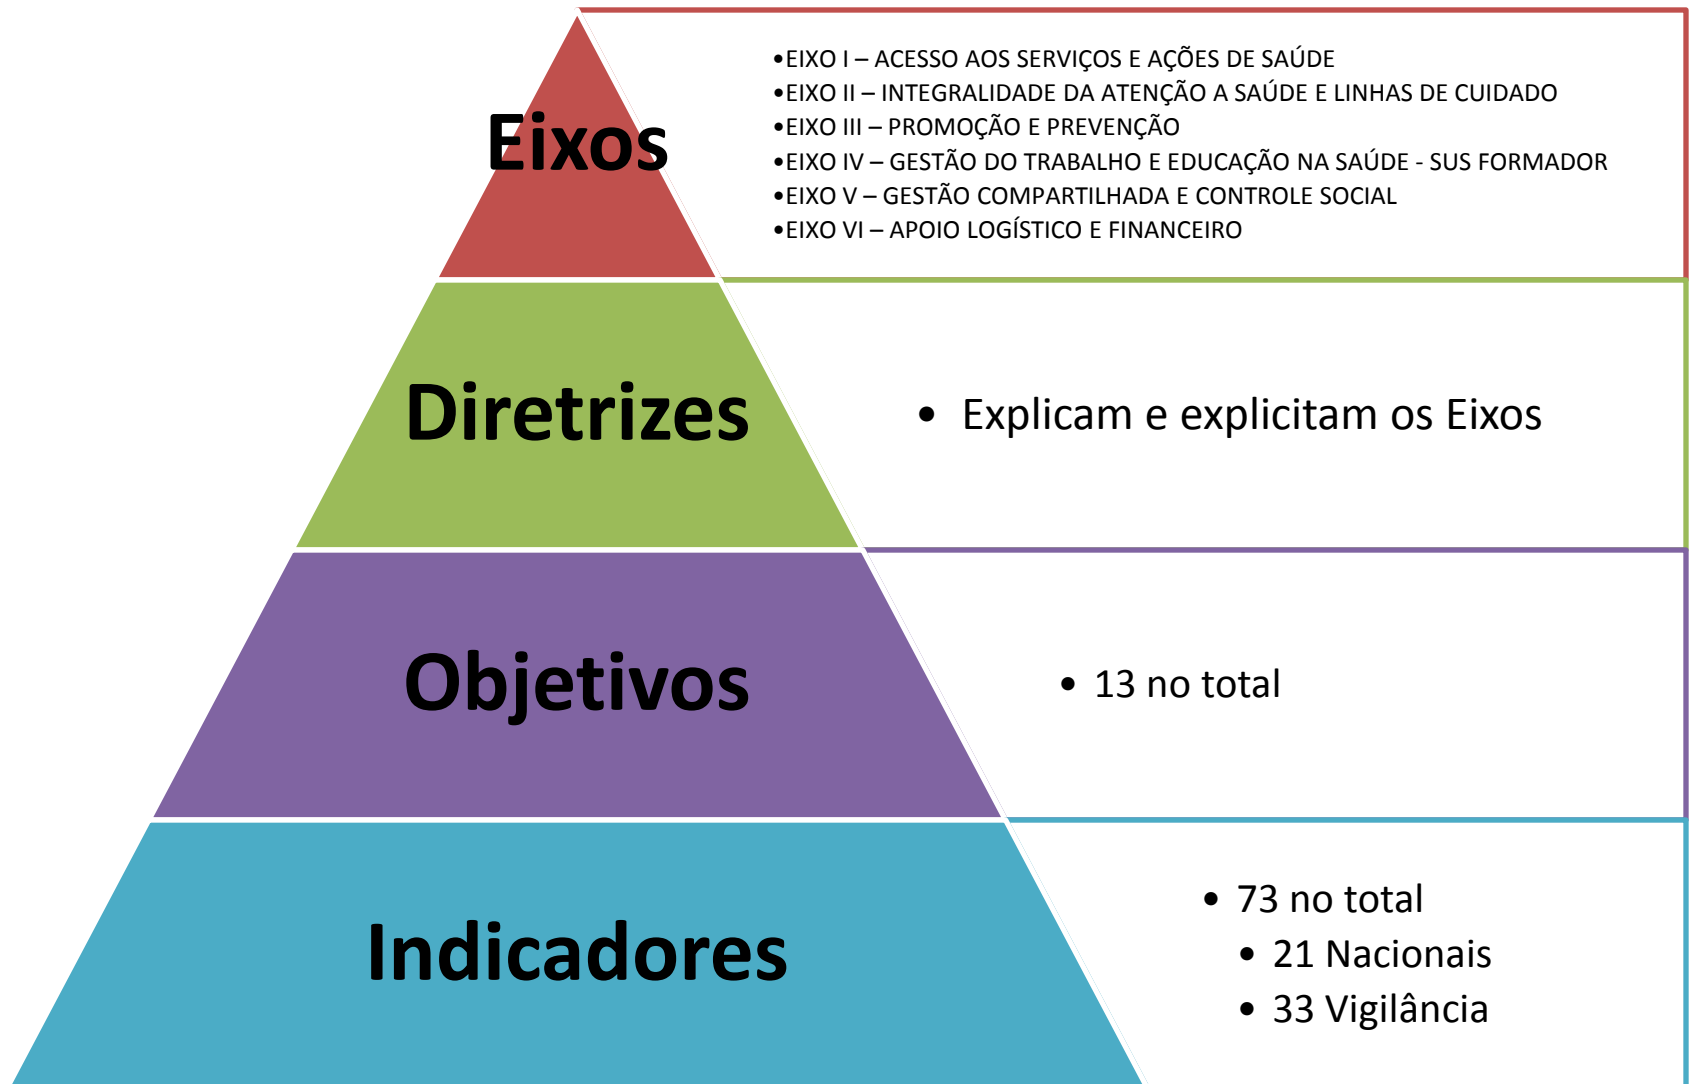 Eixos
•EIXO I – ACESSO AOS SERVIÇOS E AÇÕES DE SAÚDE
•EIXO II – INTEGRALIDADE DA ATENÇÃO A SAÚDE E LINHAS DE CUIDADO
•EIXO III – PROMOÇÃO E PREVENÇÃO
•EIXO IV – GESTÃO DO TRABALHO E EDUCAÇÃO NA SAÚDE - SUS FORMADOR
•EIXO V – GESTÃO COMPARTILHADA E CONTROLE SOCIAL
•EIXO VI – APOIO LOGÍSTICO E FINANCEIRO
Diretrizes
• Explicam e explicitam os Eixos
Objetivos
• 13 no total
Indicadores
• 73 no total
• 21 Nacionais
• 33 Vigilância